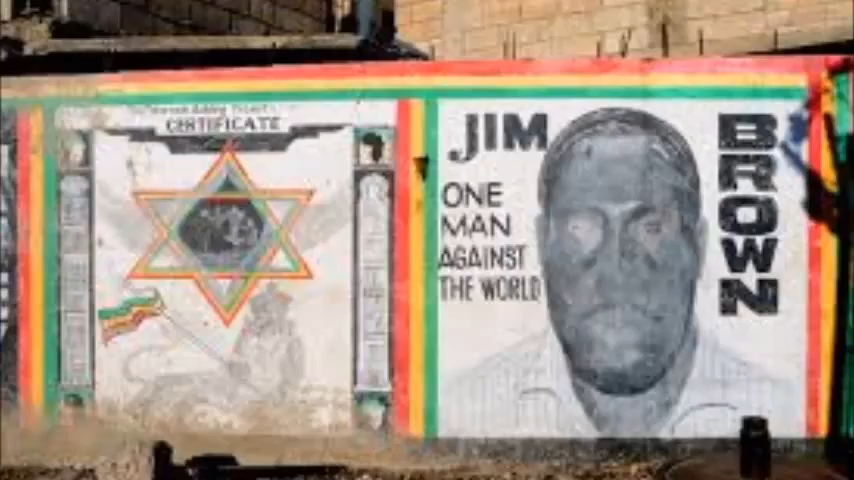 CERTIFICATE
JIM
BROWN
ONE
MAN
AGAINST
THE WORLD